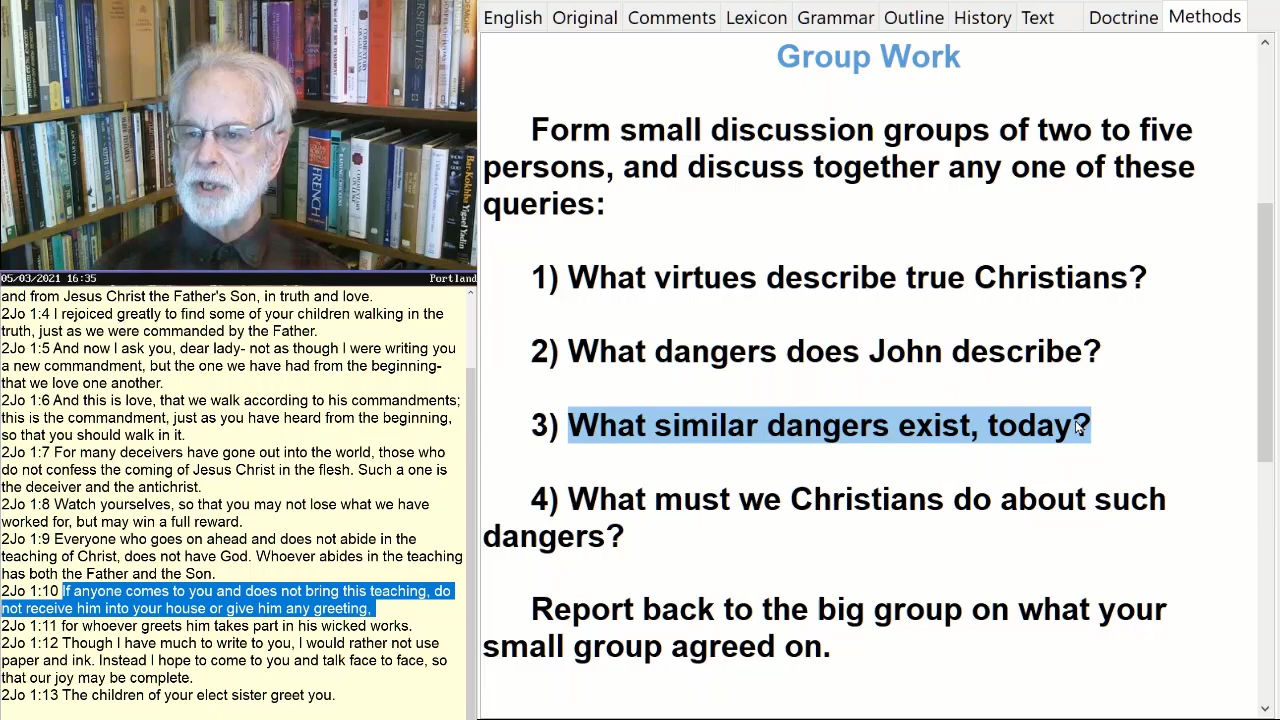 English Original Comments Lexicon Grammar Outline History Text Doctrine Methods
Group Work
Form small discussion groups of two to five
persons, and discuss together any one of these
queries:
1) What virtues describe true Christians?
2) What dangers does John describe?
3) What similar dangers exist, today?
4) What must we Christians do about such
dangers?
Report back to the big group on what your
small group agreed on.
PERSPECTIVES
FRENCH
Bar-Kokhba Yigael Yadin
05/03/2021 16:35 Portland
and from Jesus Christ the Father's Son, in truth and love.
2Jo 1:4 I rejoiced greatly to find some of your children walking in the
truth, just as we were commanded by the Father.
2Jo 1:5 And now I ask you, dear lady- not as though I were writing you
a new commandment, but the one we have had from the beginning-
that we love one another.
2Jo 1:6 And this is love, that we walk according to his commandments;
this is the commandment, just as you have heard from the beginning,
so that you should walk in it.
2Jo 1:7 For many deceivers have gone out into the world, those who
do not confess the coming of Jesus Christ in the flesh. Such a one is
the deceiver and the antichrist.
2Jo 1:8 Watch yourselves, so that you may not lose what we have
worked for, but may win a full reward.
2Jo 1:9 Everyone who goes on ahead and does not abide in the
teaching of Christ, does not have God. Whoever abides in the teaching
has both the Father and the Son.
2Jo 1:10 If anyone comes to you and does not bring this teaching, do
not receive him into your house or give him any greeting,
2Jo 1:11 for whoever greets him takes part in his wicked works.
2Jo 1:12 Though I have much to write to you, I would rather not use
paper and ink. Instead I hope to come to you and talk face to face, so
that our joy may be complete.
2Jo 1:13 The children of your elect sister greet you.